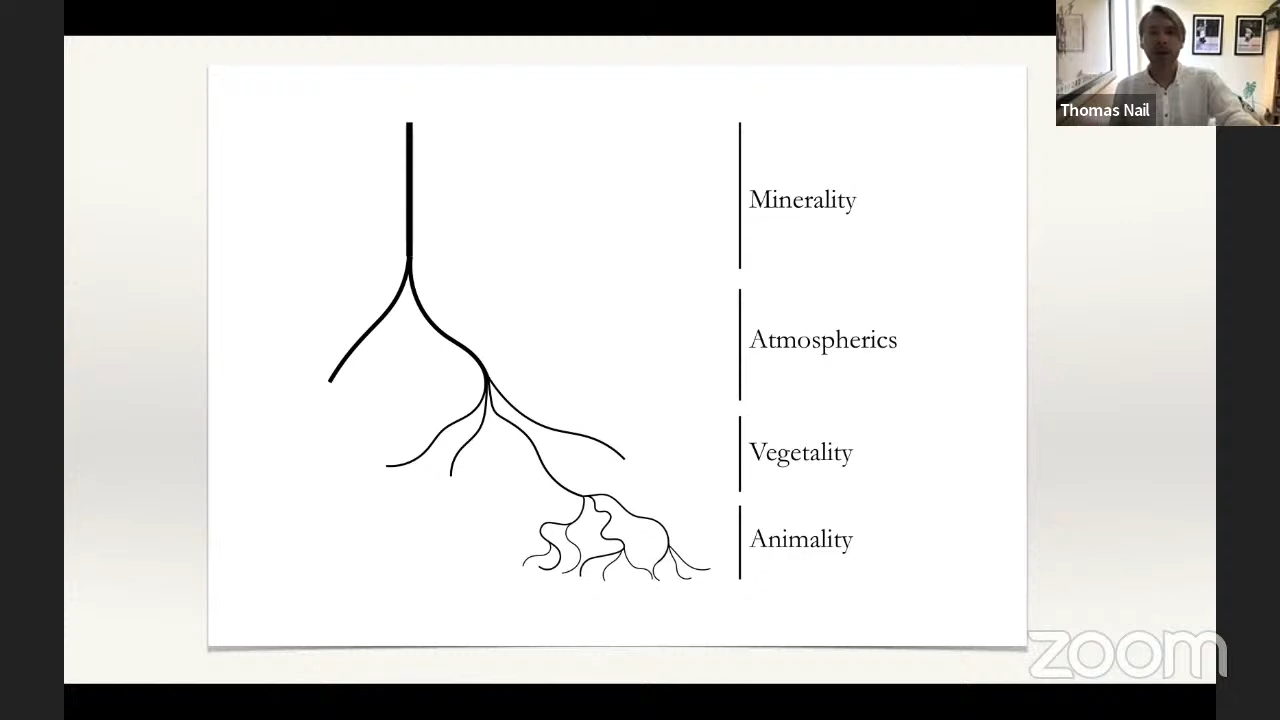 Thomas Nail
Minerality
Atmospherics
Vegetality
Animality
zoom